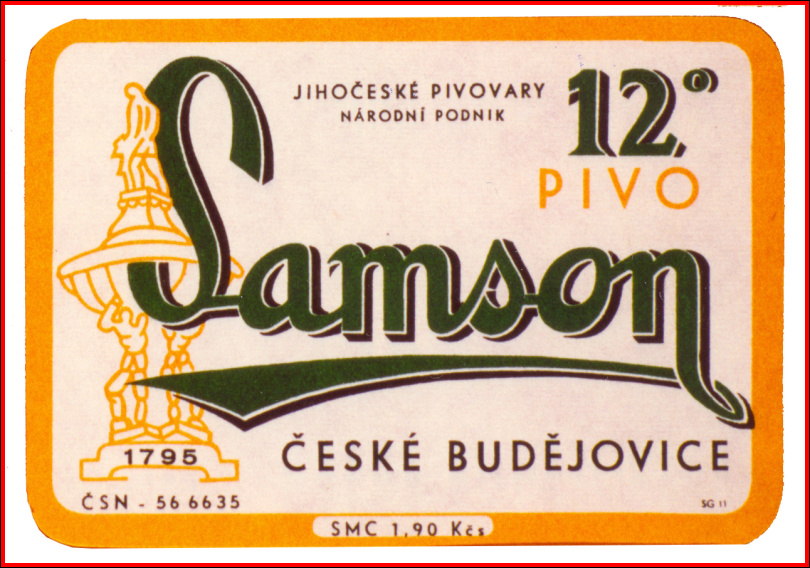 JIHOČESKÉ PIVOVARY
NÁRODNÍ PODNIK
12°
PIVO
Samson
ČESKÉ BUDĚJOVICE
1795
ČSN - 56 6635
SG 11
SMC 1,90 Kčs